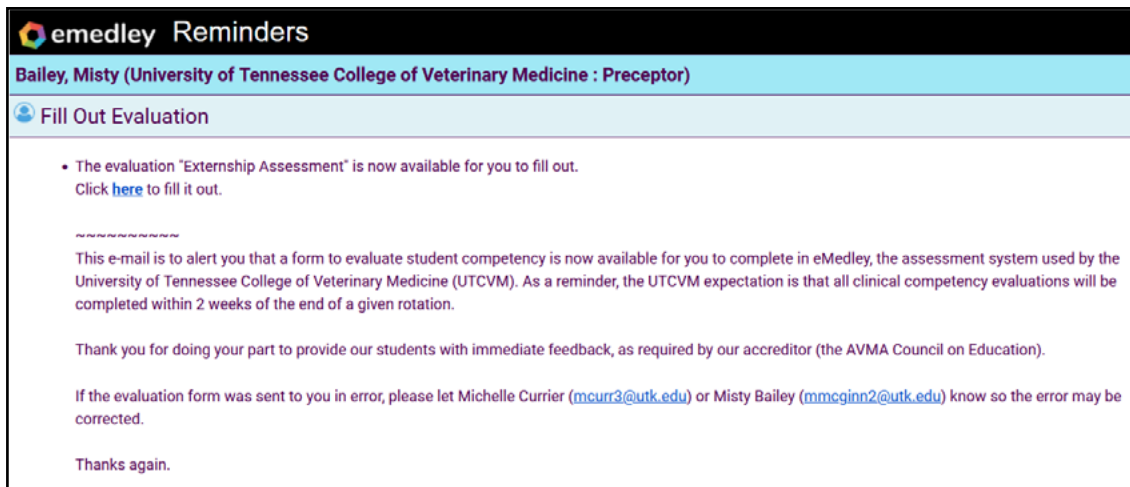 emedley Reminders
Bailey, Misty (University of Tennessee College of Veterinary Medicine : Preceptor)
Fill Out Evaluation
• The evaluation "Externship Assessment" is now available for you to fill out.
Click here to fill it out.
~~~~~~~~~~
This e-mail is to alert you that a form to evaluate student competency is now available for you to complete in eMedley, the assessment system used by the
University of Tennessee College of Veterinary Medicine (UTCVM). As a reminder, the UTCVM expectation is that all clinical competency evaluations will be
completed within 2 weeks of the end of a given rotation.
Thank you for doing your part to provide our students with immediate feedback, as required by our accreditor (the AVMA Council on Education).
If the evaluation form was sent to you in error, please let Michelle Currier (mcurr3@utk.edu) or Misty Bailey (mmcginn2@utk.edu) know so the error may be
corrected.
Thanks again.